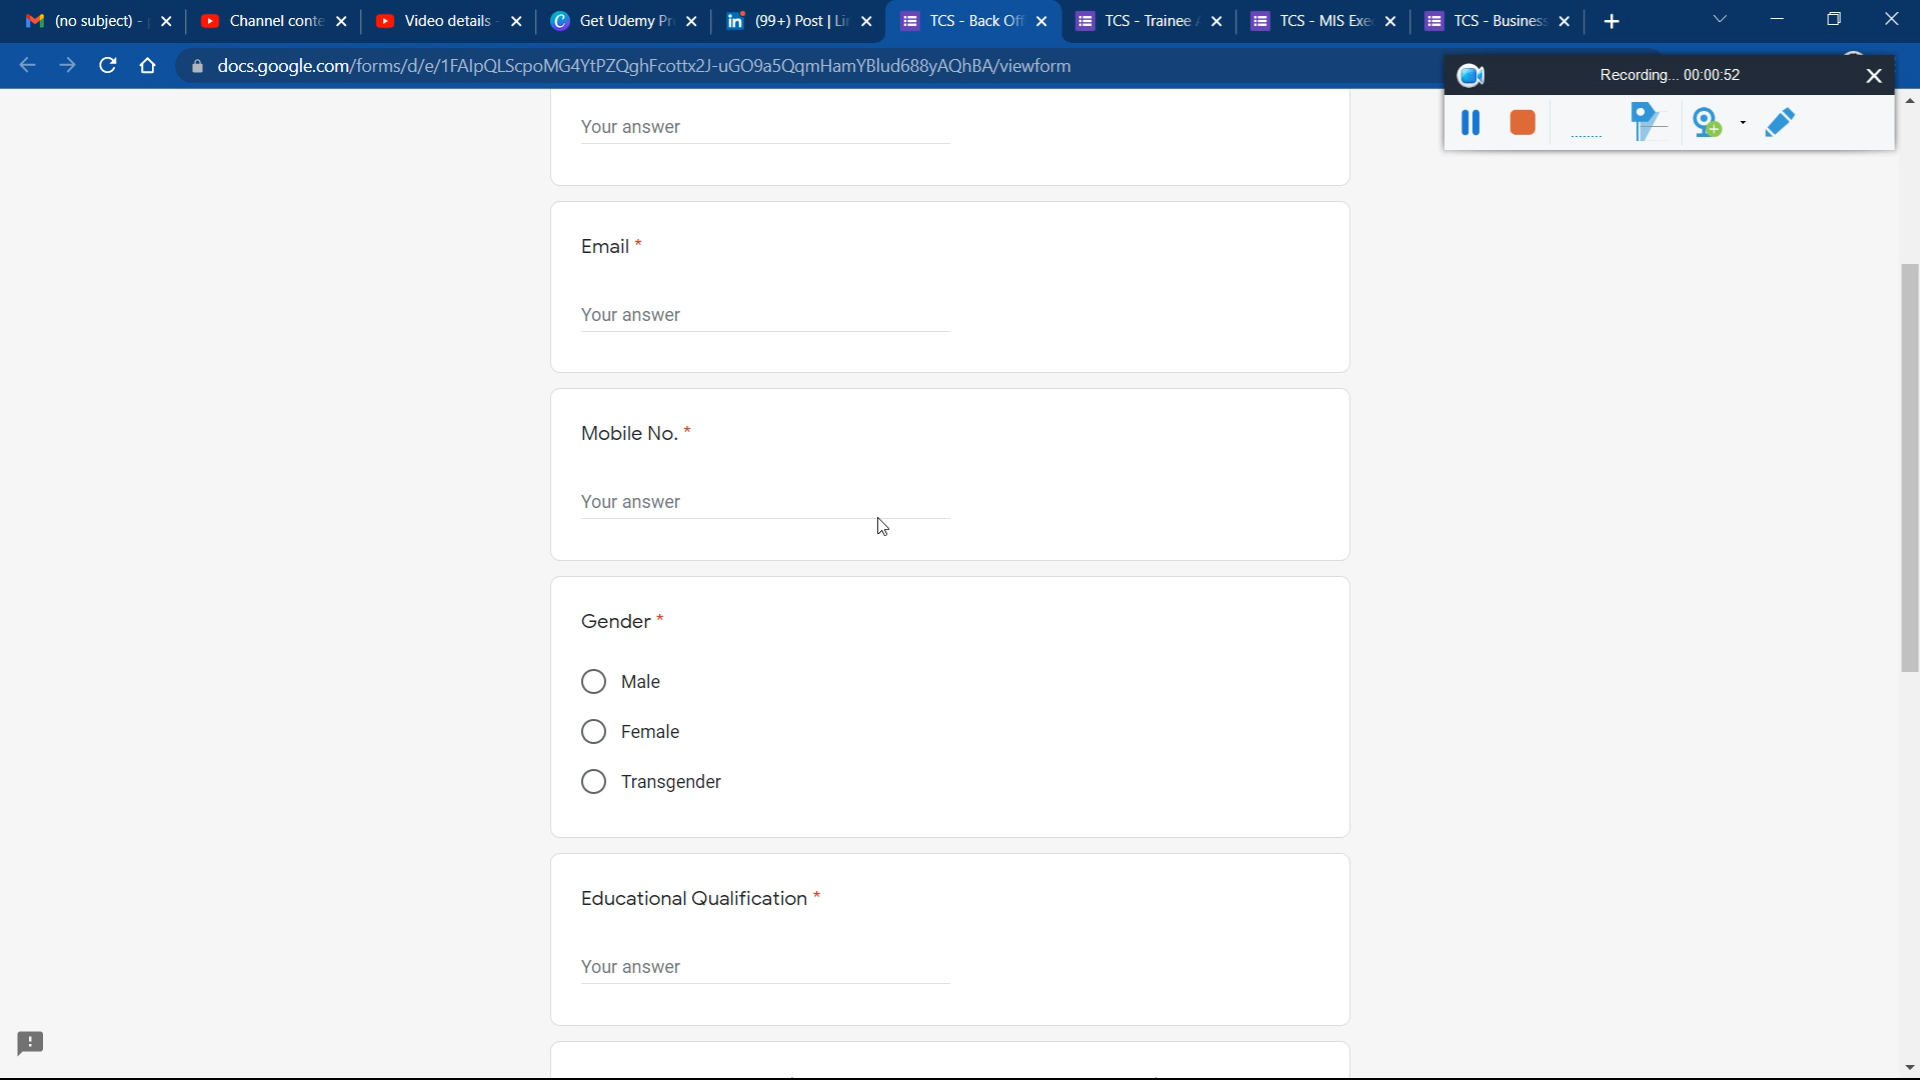 (no subject) -
Channel conte
Video details -
Get Udemy Pr
(99+) Post | Li
TCS - Back Off
TCS - Trainee
TCS - MIS Exe
TCS - Business
docs.google.com/forms/d/e/1FAIpQLScpoMG4YtPZQghFcottx2J-uGO9a5QqmHamYBlud688yAQhBA/viewform
Recording... 00:00:52
Your answer
Email *
Your answer
Mobile No. *
Your answer
Gender *
Male
Female
Transgender
Educational Qualification *
Your answer